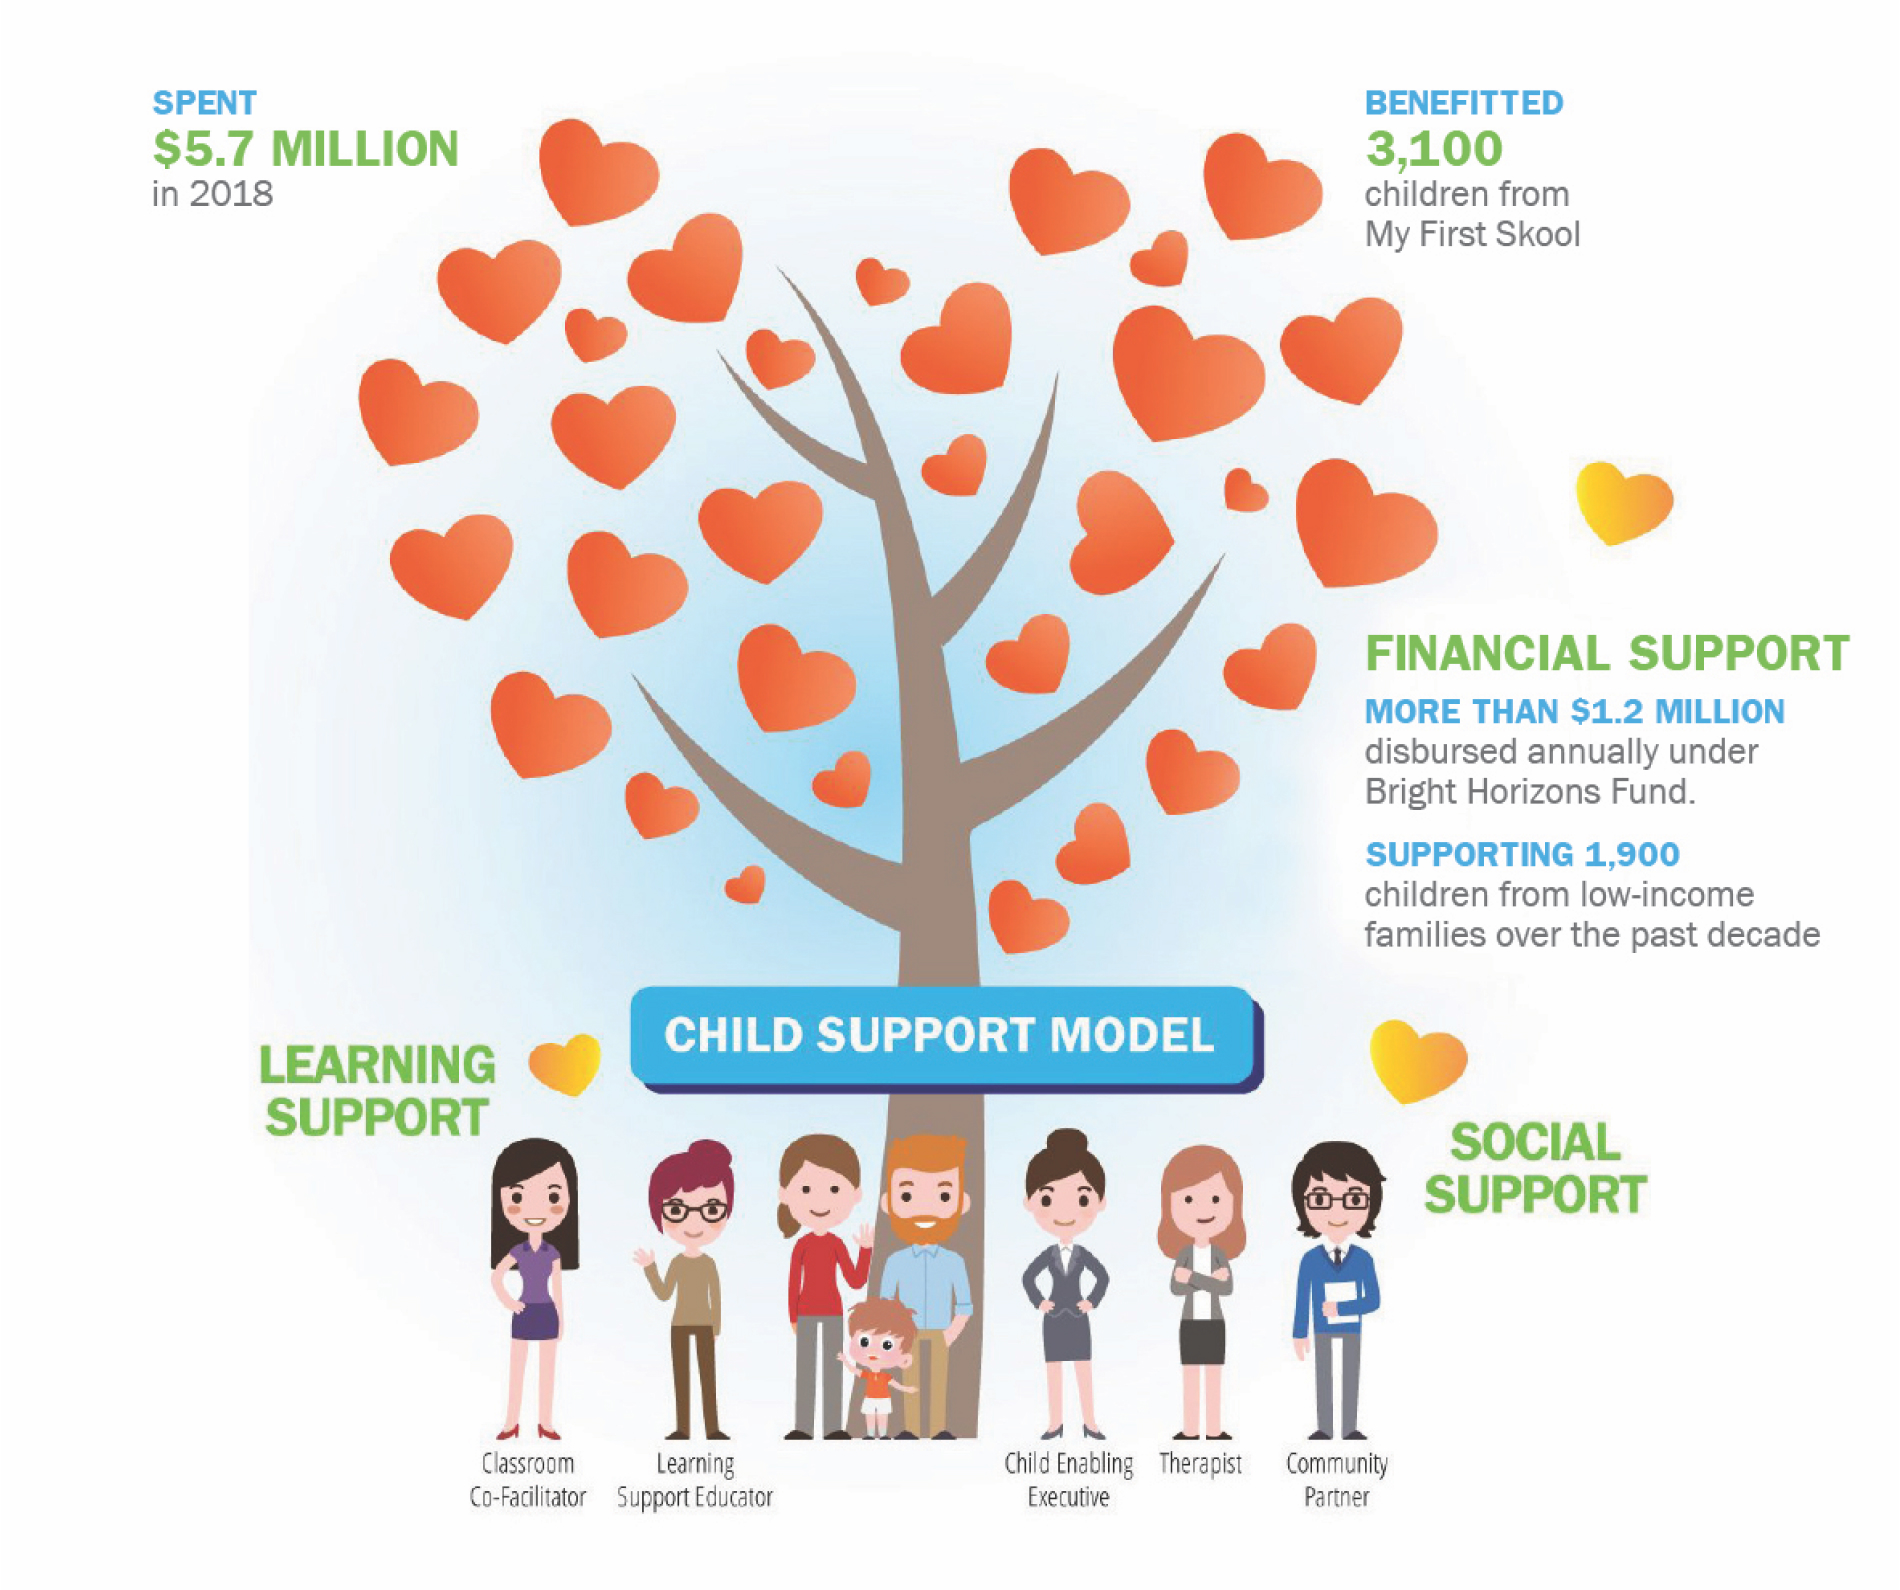 SPENT
$5.7 MILLION
in 2018
BENEFITTED
3,100
children from
My First Skool
FINANCIAL SUPPORT
MORE THAN $1.2 MILLION
disbursed annually under
Bright Horizons Fund.
SUPPORTING 1,900
children from low-income
families over the past decade
CHILD SUPPORT MODEL
LEARNING
SUPPORT
SOCIAL
SUPPORT
Classroom
Co-Facilitator
Learning
Support Educator
Child Enabling
Executive
Therapist
Community
Partner